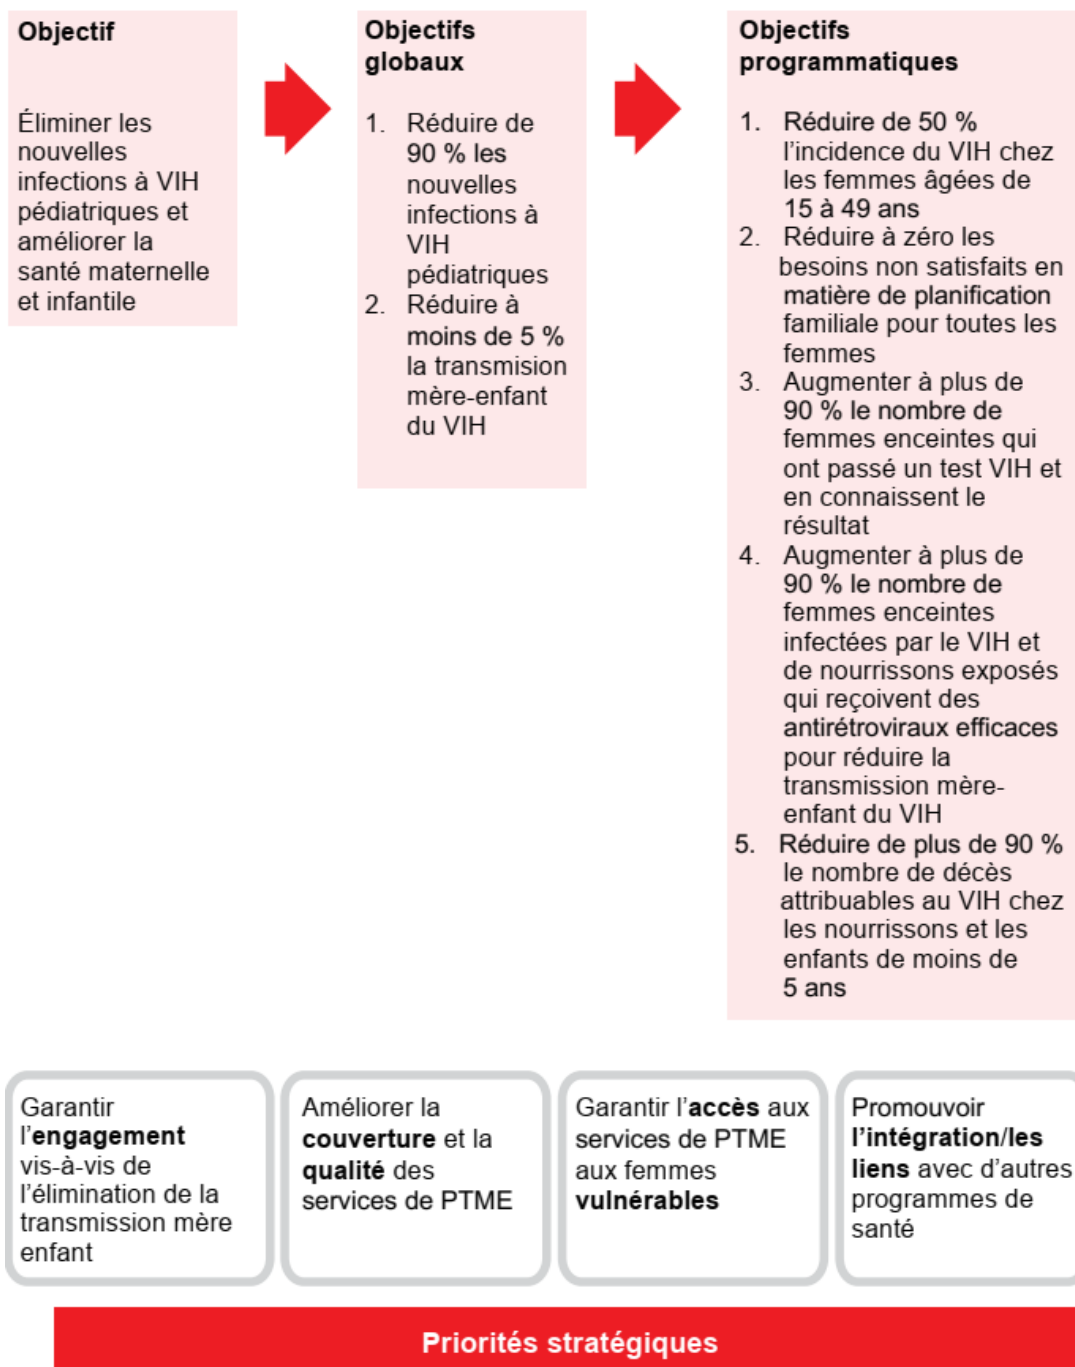 Objectif
Éliminer les
nouvelles
infections à VIH
pédiatriques et
améliorer la
santé maternelle
et infantile
Objectifs
globaux
1. Réduire de
90 % les
nouvelles
infections à
VIH
pédiatriques
2. Réduire à
moins de 5 %
la transmision
mère-enfant
du VIH
Objectifs
programmatiques
1. Réduire de 50 %
l'incidence du VIH chez
les femmes âgées de
15 à 49 ans
2. Réduire à zéro les
besoins non satisfaits en
matière de planification
familiale pour toutes les
femmes
3. Augmenter à plus de
90 % le nombre de
femmes enceintes qui
ont passé un test VIH et
en connaissent le
résultat
4. Augmenter à plus de
90 % le nombre de
femmes enceintes
infectées par le VIH et
de nourrissons exposés
qui reçoivent des
antirétroviraux efficaces
pour réduire la
transmission mère-
enfant du VIH
5. Réduire de plus de 90 %
le nombre de décès
attribuables au VIH chez
les nourrissons et les
enfants de moins de
5 ans
Garantir
l'engagement
vis-à-vis de
l'élimination de la
transmission mère
enfant
Améliorer la
couverture et la
qualité des
services de PTME
Garantir l'accès aux
services de PTME
aux femmes
vulnérables
Promouvoir
l'intégration/les
liens avec d'autres
programmes de
santé
Priorités stratégiques